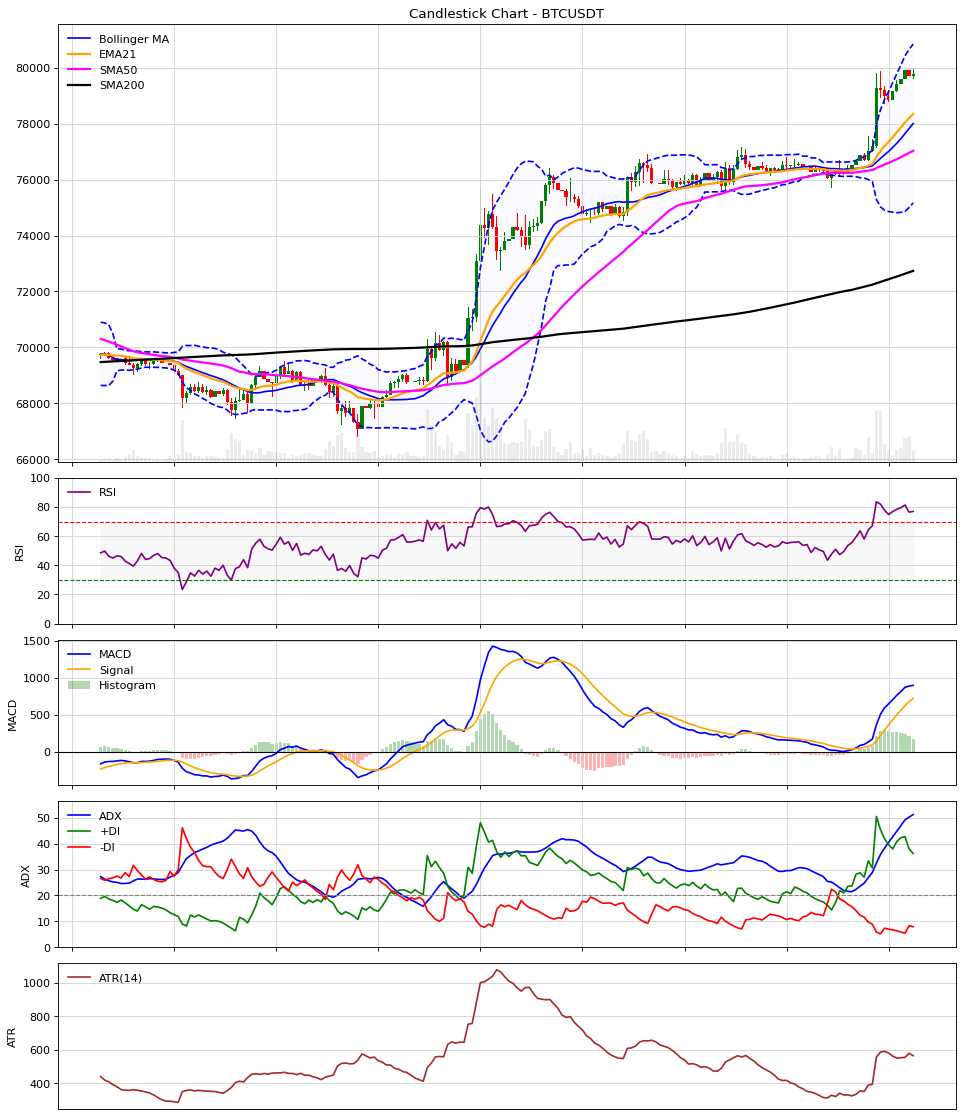 Candlestick Chart - BTCUSDT
Bollinger MA
EMA21
SMA50
SMA200
80000
78000
76000
74000
72000
70000
68000
66000
RSI
RSI
100
80
60
40
20
0
MACD
Signal
Histogram
MACD
1500
1000
500
0
ADX
+DI
-DI
ADX
50
40
30
20
10
0
ATR(14)
ATR
1000
800
600
400